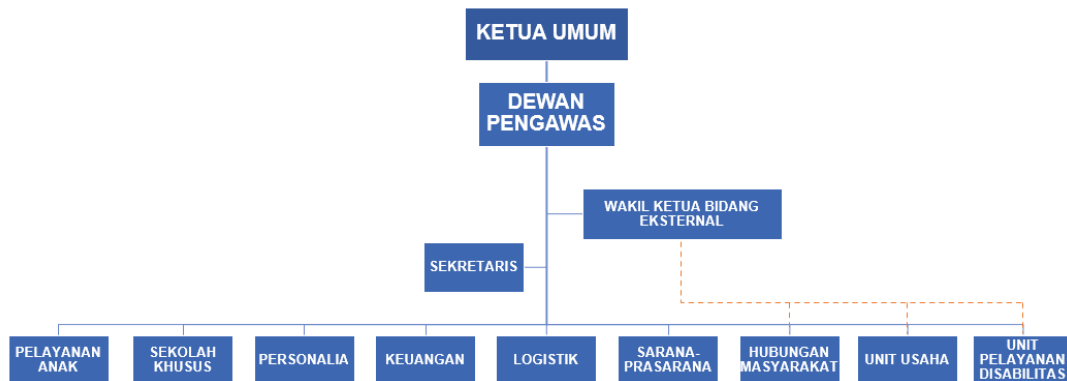 KETUA UMUM
DEWAN
PENGAWAS
WAKIL KETUA BIDANG
EKSTERNAL
SEKRETARIS
PELAYANAN
ANAK
SEKOLAH
KHUSUS
PERSONALIA
KEUANGAN
LOGISTIK
SARANA-
PRASARANA
HUBUNGAN
MASYARAKAT
UNIT USAHA
UNIT
PELAYANAN
DISABILITAS